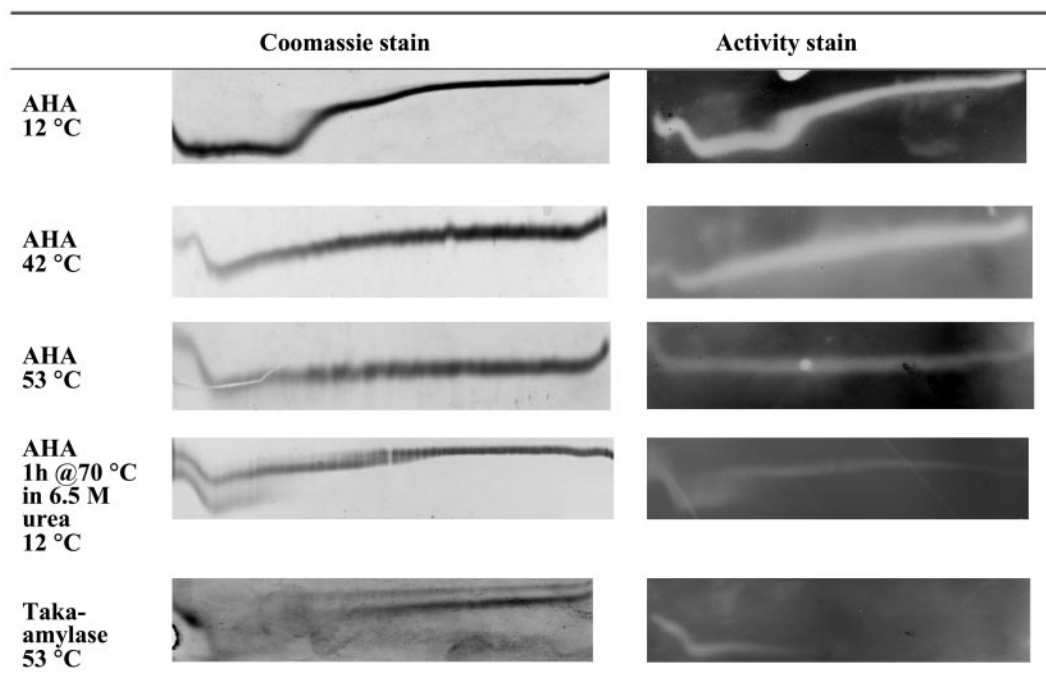 Coomassie stain
Activity stain
AHA
12 °C
AHA
42 °C
AHA
53 °C
AHA
1h @70 °C
in 6.5 M
urea
12 °C
Taka-
amylase
53 °C